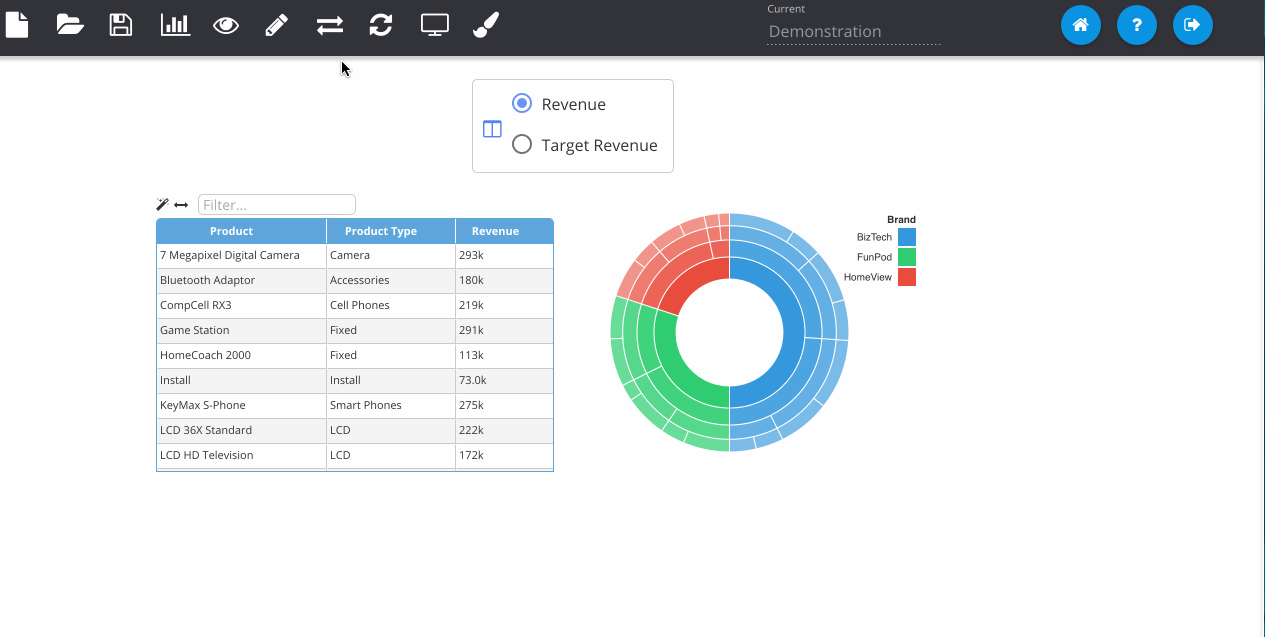 Current
Demonstration
?
Revenue
Target Revenue
Filter...
Product Product Type Revenue
7 Megapixel Digital Camera Camera 293k
Bluetooth Adaptor Accessories 180k
CompCell RX3 Cell Phones 219k
Game Station Fixed 291k
HomeCoach 2000 Fixed 113k
Install Install 73.0k
KeyMax S-Phone Smart Phones 275k
LCD 36X Standard LCD 222k
LCD HD Television LCD 172k
Brand
BizTech
FunPod
HomeView